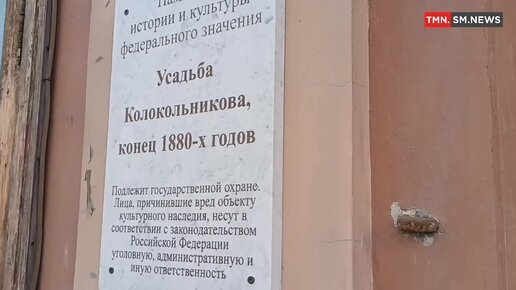 TMN.SM.NEWS
истории и культуры
федерального значения
Усадьба
Колокольникова,
конец 1880-х годов
Подлежит государственной охране.
Лица, причинившие вред объекту
культурного наследия, несут в
соответствии с законодательством
Российской Федерации
уголовную, административную и
иную ответственность